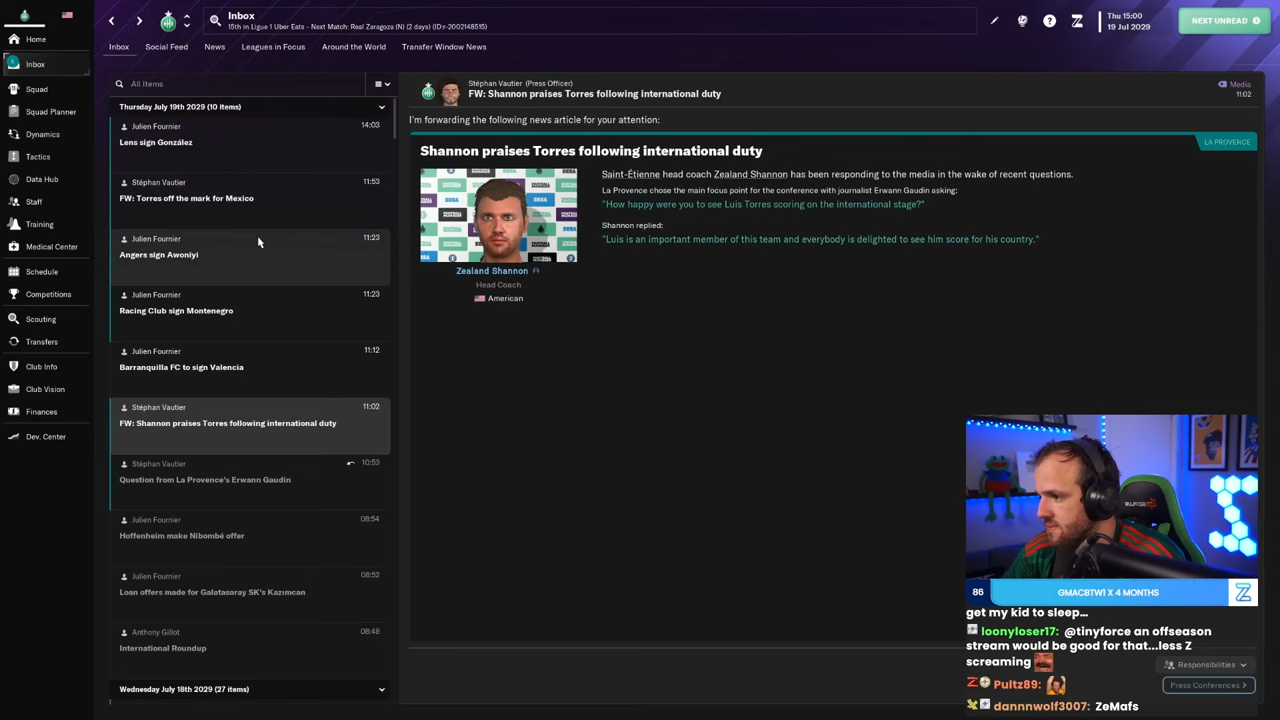 Inbox
15th in Ligue 1 Uber Eats - Next Match: Real Zaragoza (N) (2 days) (ID:r-2002148515)
Thu 15:00
19 Jul 2029
NEXT UNREAD
Inbox
Social Feed
News
Leagues in Focus
Around the World
Transfer Window News
Home
Inbox
Squad
Squad Planner
Dynamics
Tactics
Data Hub
Staff
Training
Medical Center
Schedule
Competitions
Scouting
Transfers
Club Info
Club Vision
Finances
Dev. Center
All Items
Thursday July 19th 2029 (10 items)
Julien Fournier 14:03
Lens sign González
Stéphan Vautier 11:53
FW: Torres off the mark for Mexico
Julien Fournier 11:23
Angers sign Awoniyi
Julien Fournier 11:23
Racing Club sign Montenegro
Julien Fournier 11:12
Barranquilla FC to sign Valencia
Stéphan Vautier 11:02
FW: Shannon praises Torres following international duty
Stéphan Vautier 10:53
Question from La Provence's Erwann Gaudin
Julien Fournier 08:54
Hoffenheim make Nibombé offer
Julien Fournier 08:52
Loan offers made for Galatasaray SK's Kazımcan
Anthony Gillot 08:48
International Roundup
Wednesday July 18th 2029 (27 items)
Stéphan Vautier (Press Officer)
FW: Shannon praises Torres following international duty
Media
11:02
I'm forwarding the following news article for your attention:
LA PROVENCE
Shannon praises Torres following international duty
Zealand Shannon
Head Coach
American
Saint-Étienne head coach Zealand Shannon has been responding to the media in the wake of recent questions.
La Provence chose the main focus point for the conference with journalist Erwann Gaudin asking:
"How happy were you to see Luis Torres scoring on the international stage?"
Shannon replied:
"Luis is an important member of this team and everybody is delighted to see him score for his country."
86
GMACBTW1 X 4 MONTHS
get my kid to sleep...
loonyloser17: @tinyforce an offseason
stream would be good for that...less Z
screaming
Pultz89:
dannnwolf3007: ZeMafs
Responsibilities
Press Conferences